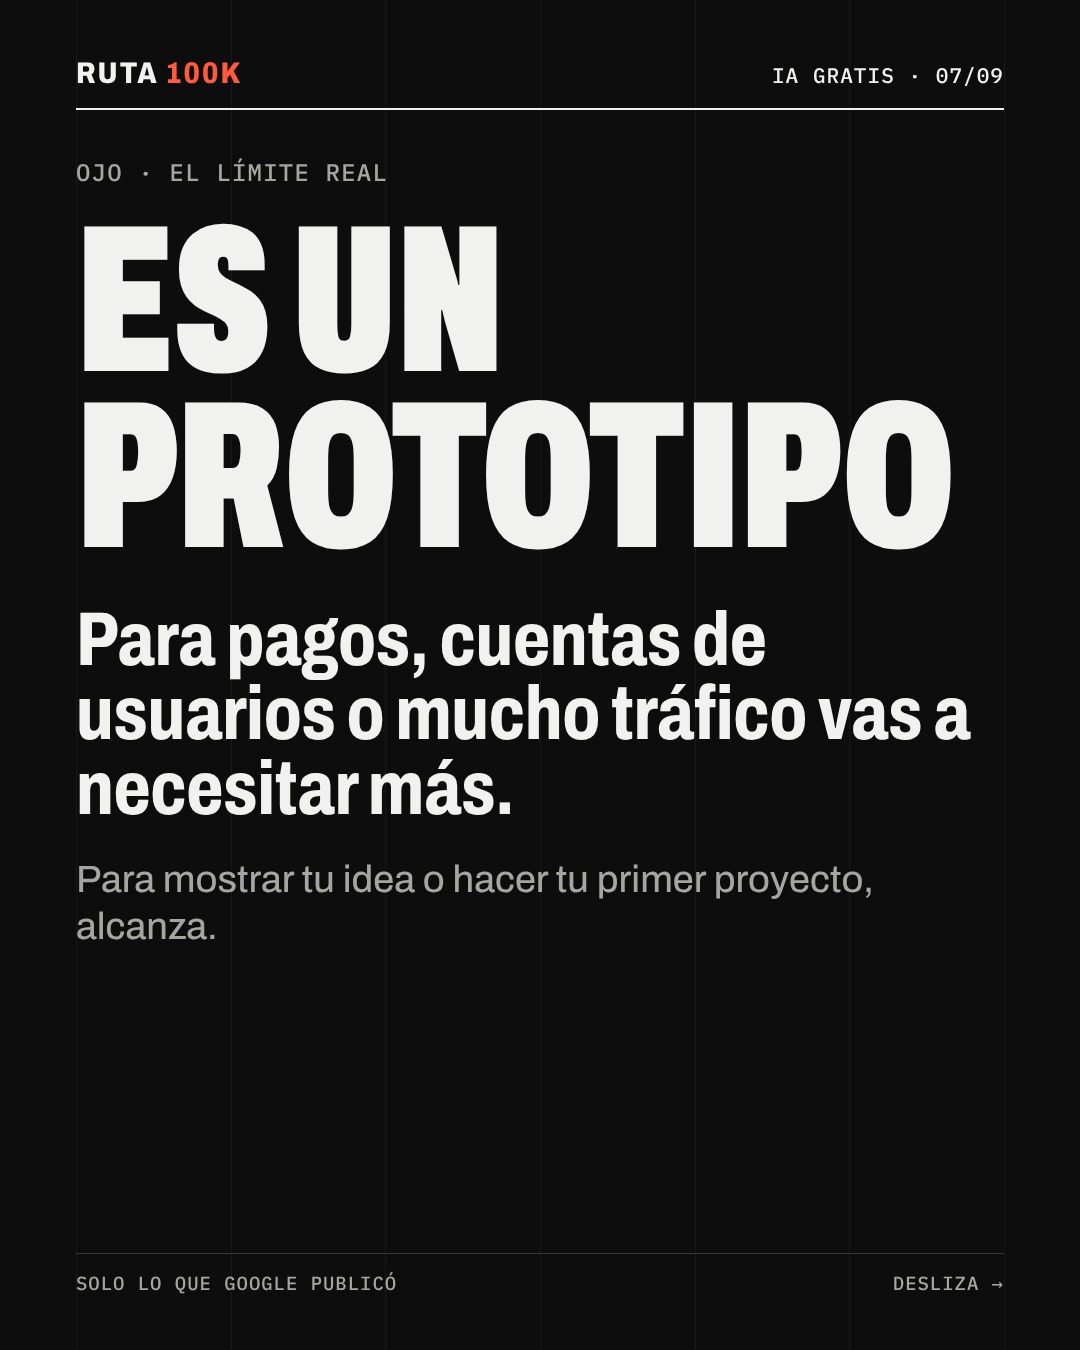 RUTA 100K
IA GRATIS · 07/09
OJO · EL LÍMITE REAL
ES UN
PROTOTIPO
Para pagos, cuentas de
usuarios o mucho tráfico vas a
necesitar más.
Para mostrar tu idea o hacer tu primer proyecto,
alcanza.
SOLO LO QUE GOOGLE PUBLICÓ
DESLIZA →